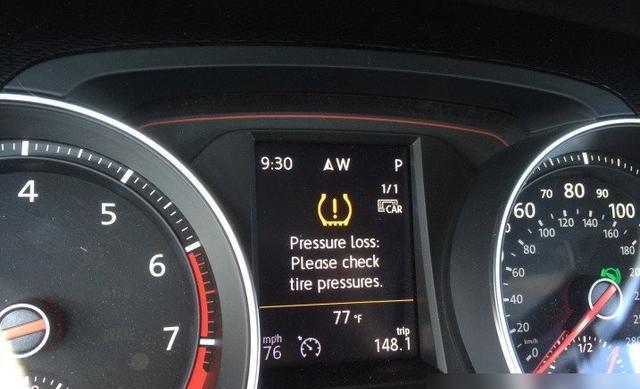 9:30 W P
1/1
CAR
Pressure loss:
Please check
tire pressures.
77 °F
mph
76
trip
148.1
4
5
6
7
60 70 80 90 100
80 100 120 140 160
180
60
40
20
0
1/2